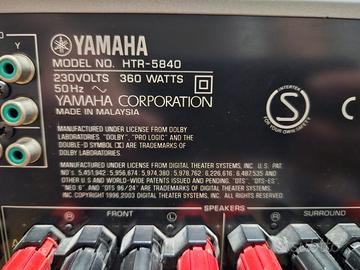 Y
YAMAHA
MODEL NO. HTR-5840
230VOLTS 360 WATTS
50Hz ~
YAMAHA CORPORATION
MADE IN MALAYSIA
INTERTEK
S
FOR YOUR SAFETY
MANUFACTURED UNDER LICENSE FROM DOLBY
LABORATORIES. "DOLBY", "PRO LOGIC" AND THE
DOUBLE-D SYMBOL ARE TRADEMARKS OF
DOLBY LABORATORIES.
MANUFACTURED UNDER LICENSE FROM DIGITAL THEATER SYSTEMS, INC. U.S. PAT.
NO'S. 5,451,942, 5,956,674, 5,974,380, 5,978,762, 6,226,616, 6,487,535 AND
OTHER U.S AND WORLD-WIDE PATENTS ISSUED AND PENDING. "DTS", "DTS-ES",
"NEO:6" AND "DTS 96/24" ARE TRADEMARKS OF DIGITAL THEATER SYSTEMS,
INC. COPYRIGHT 1996,2003 DIGITAL THEATER SYSTEMS, INC. ALL RIGHTS RESERVED.
SPEAKERS
R FRONT L
R SURROUND